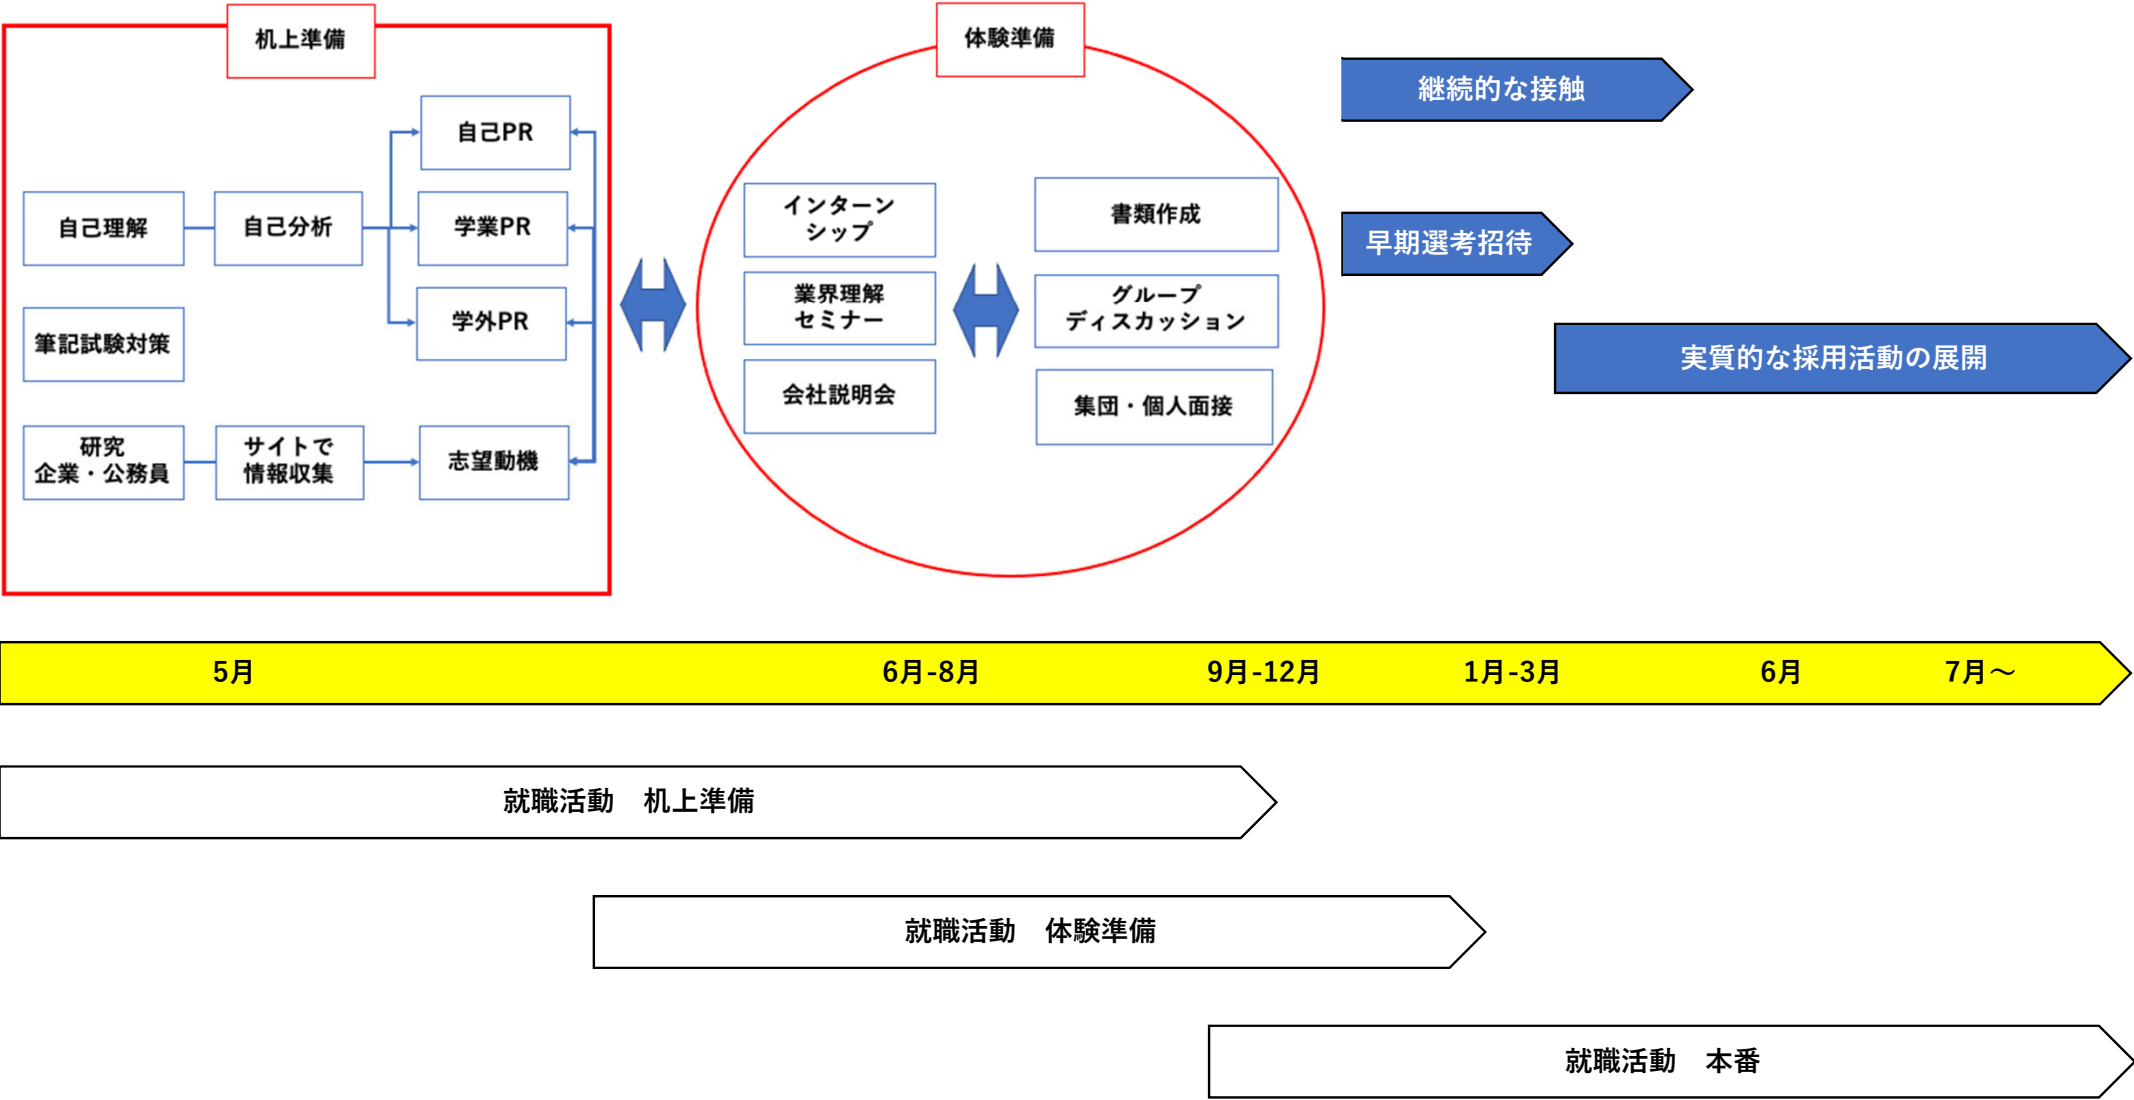 机上準備
自己PR
自己理解
自己分析
学業PR
学外PR
筆記試験対策
研究
企業・公務員
サイトで
情報収集
志望動機
体験準備
インターン
シップ
業界理解
セミナー
会社説明会
書類作成
グループ
ディスカッション
集団・個人面接
継続的な接触
早期選考招待
実質的な採用活動の展開
5月
6月-8月
9月-12月
1月-3月
6月
7月～
就職活動　机上準備
就職活動　体験準備
就職活動　本番